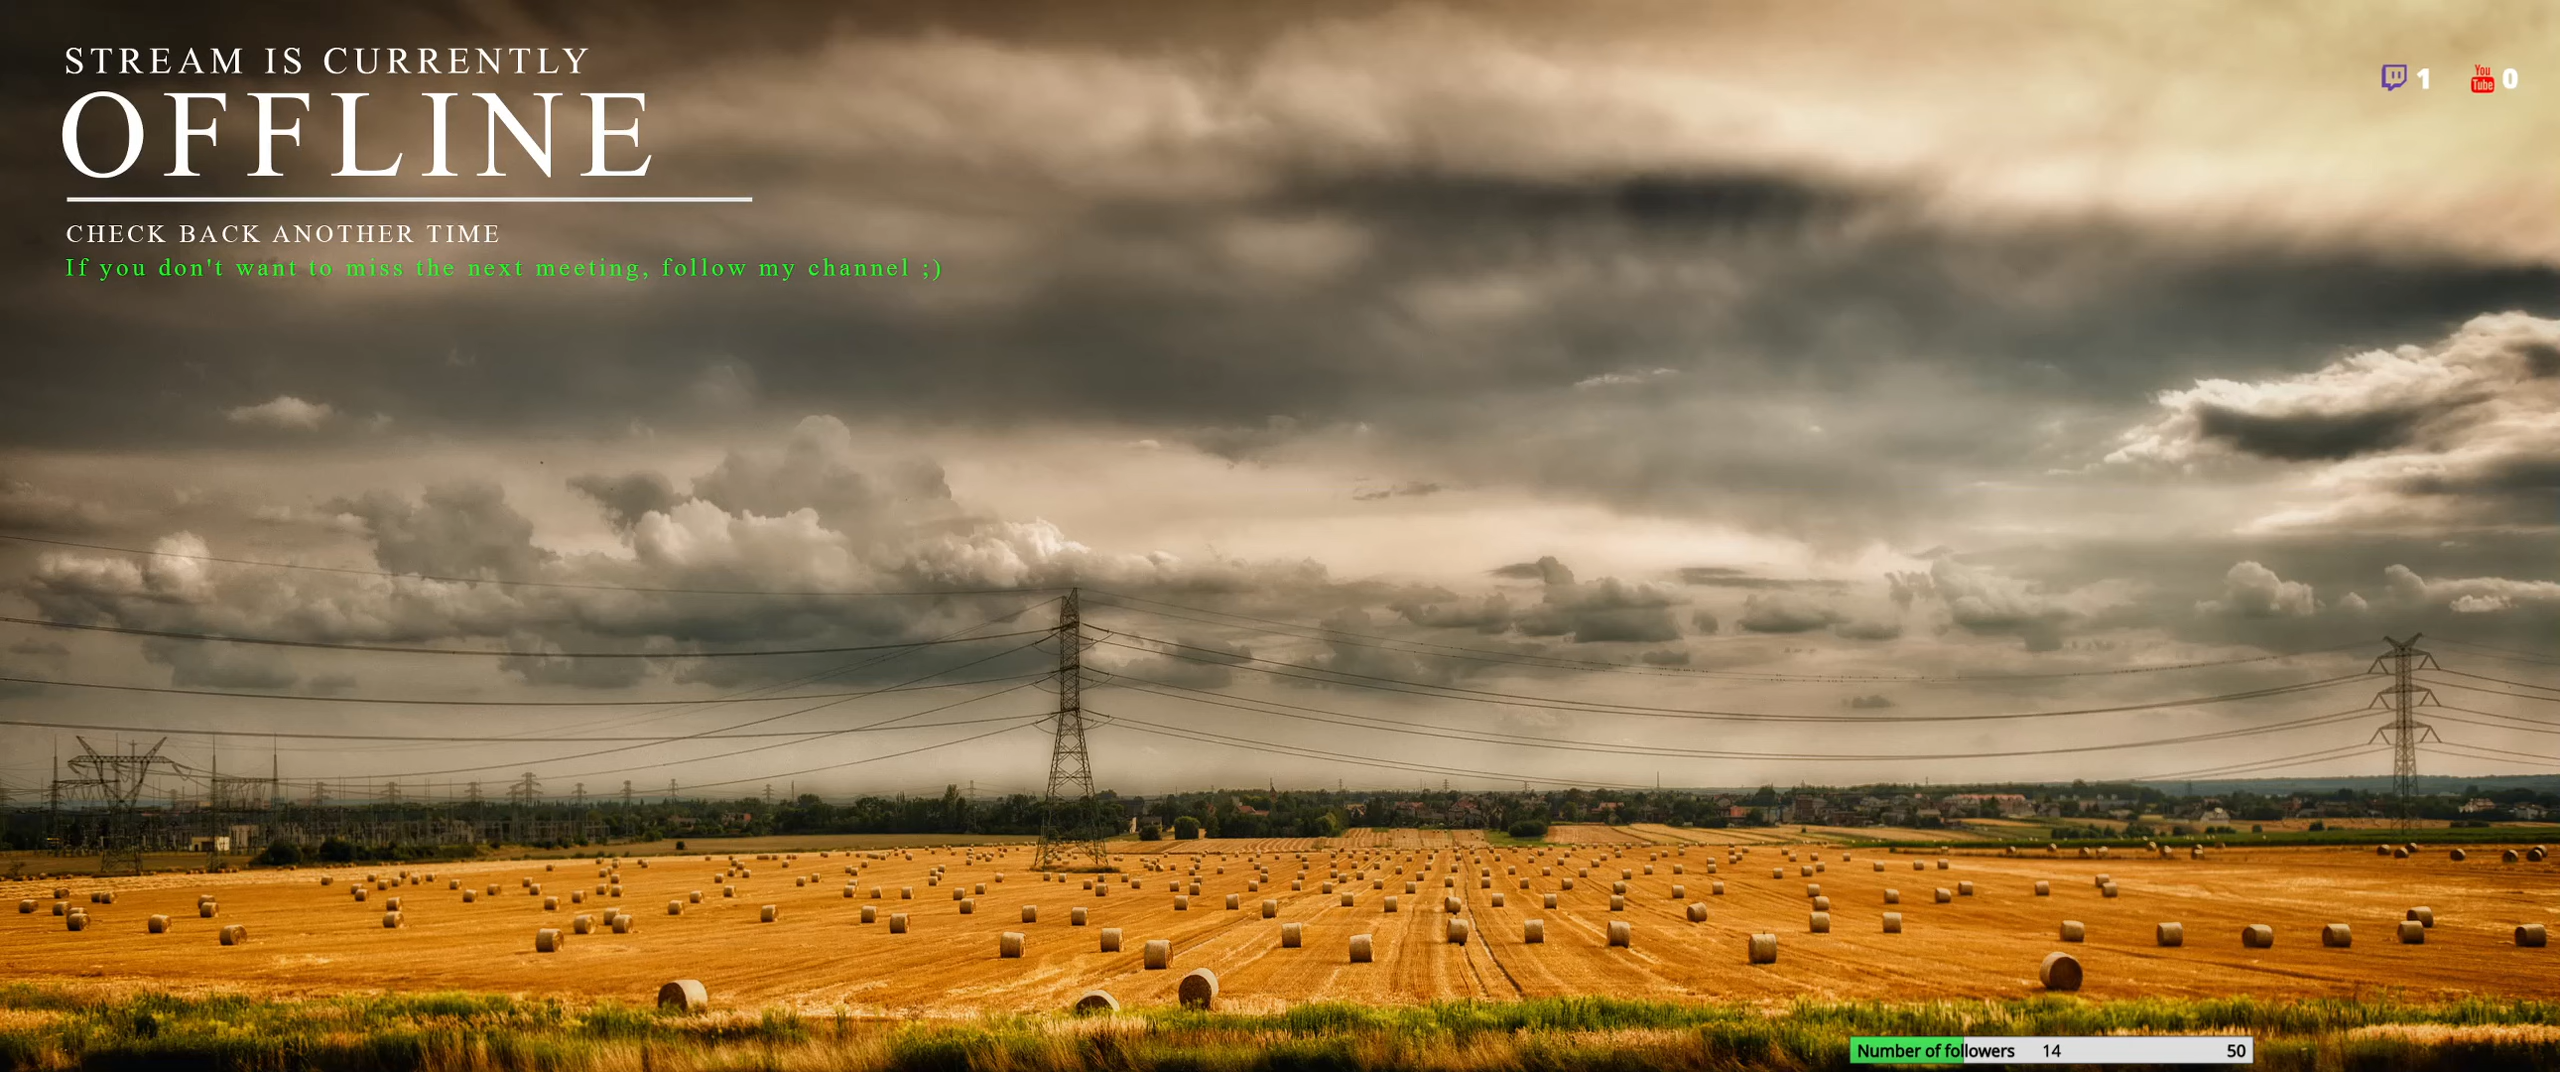 STREAM IS CURRENTLY
OFFLINE
1
You
Tube 0
CHECK BACK ANOTHER TIME
If you don't want to miss the next meeting, follow my channel ;)
Number of followers 14 50